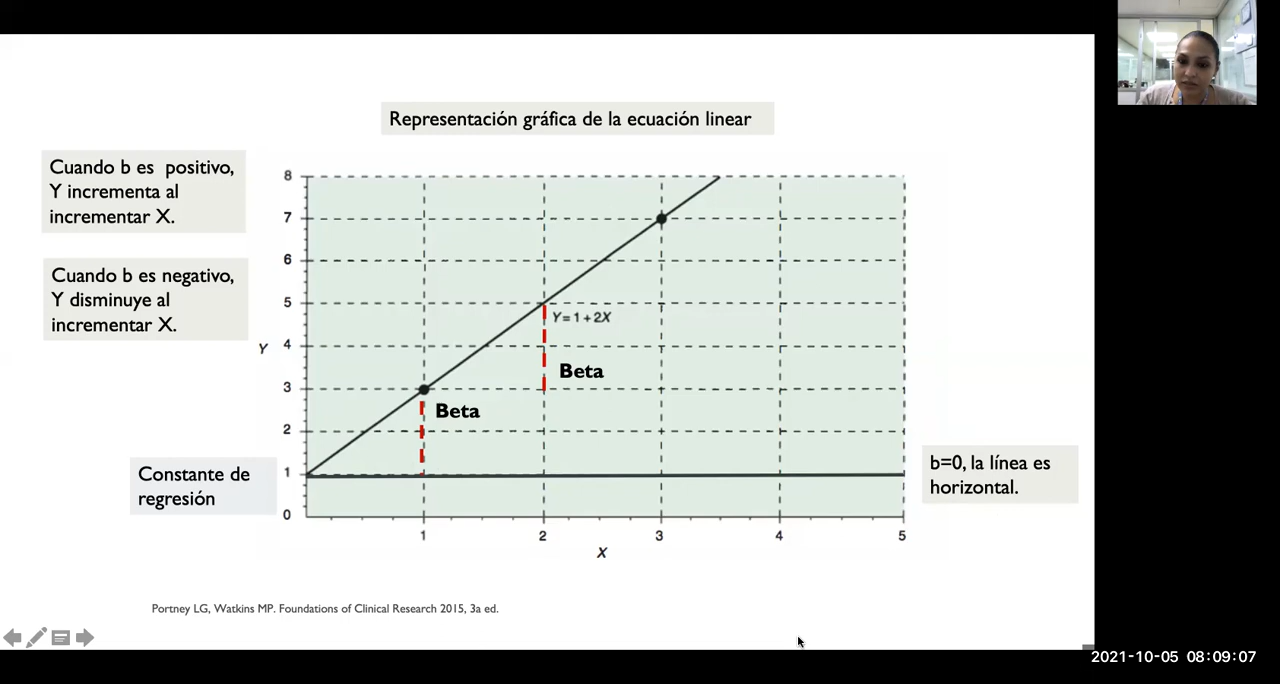 Representación gráfica de la ecuación linear
Cuando b es positivo,
Y incrementa al
incrementar X.
Cuando b es negativo,
Y disminuye al
incrementar X.
Constante de
regresión
8
7
6
5
4
3
2
1
0
Y
Y=1+2X
Beta
Beta
1
2
3
4
5
X
b=0, la línea es
horizontal.
Portney LG, Watkins MP. Foundations of Clinical Research 2015, 3a ed.
2021-10-05 08:09:07